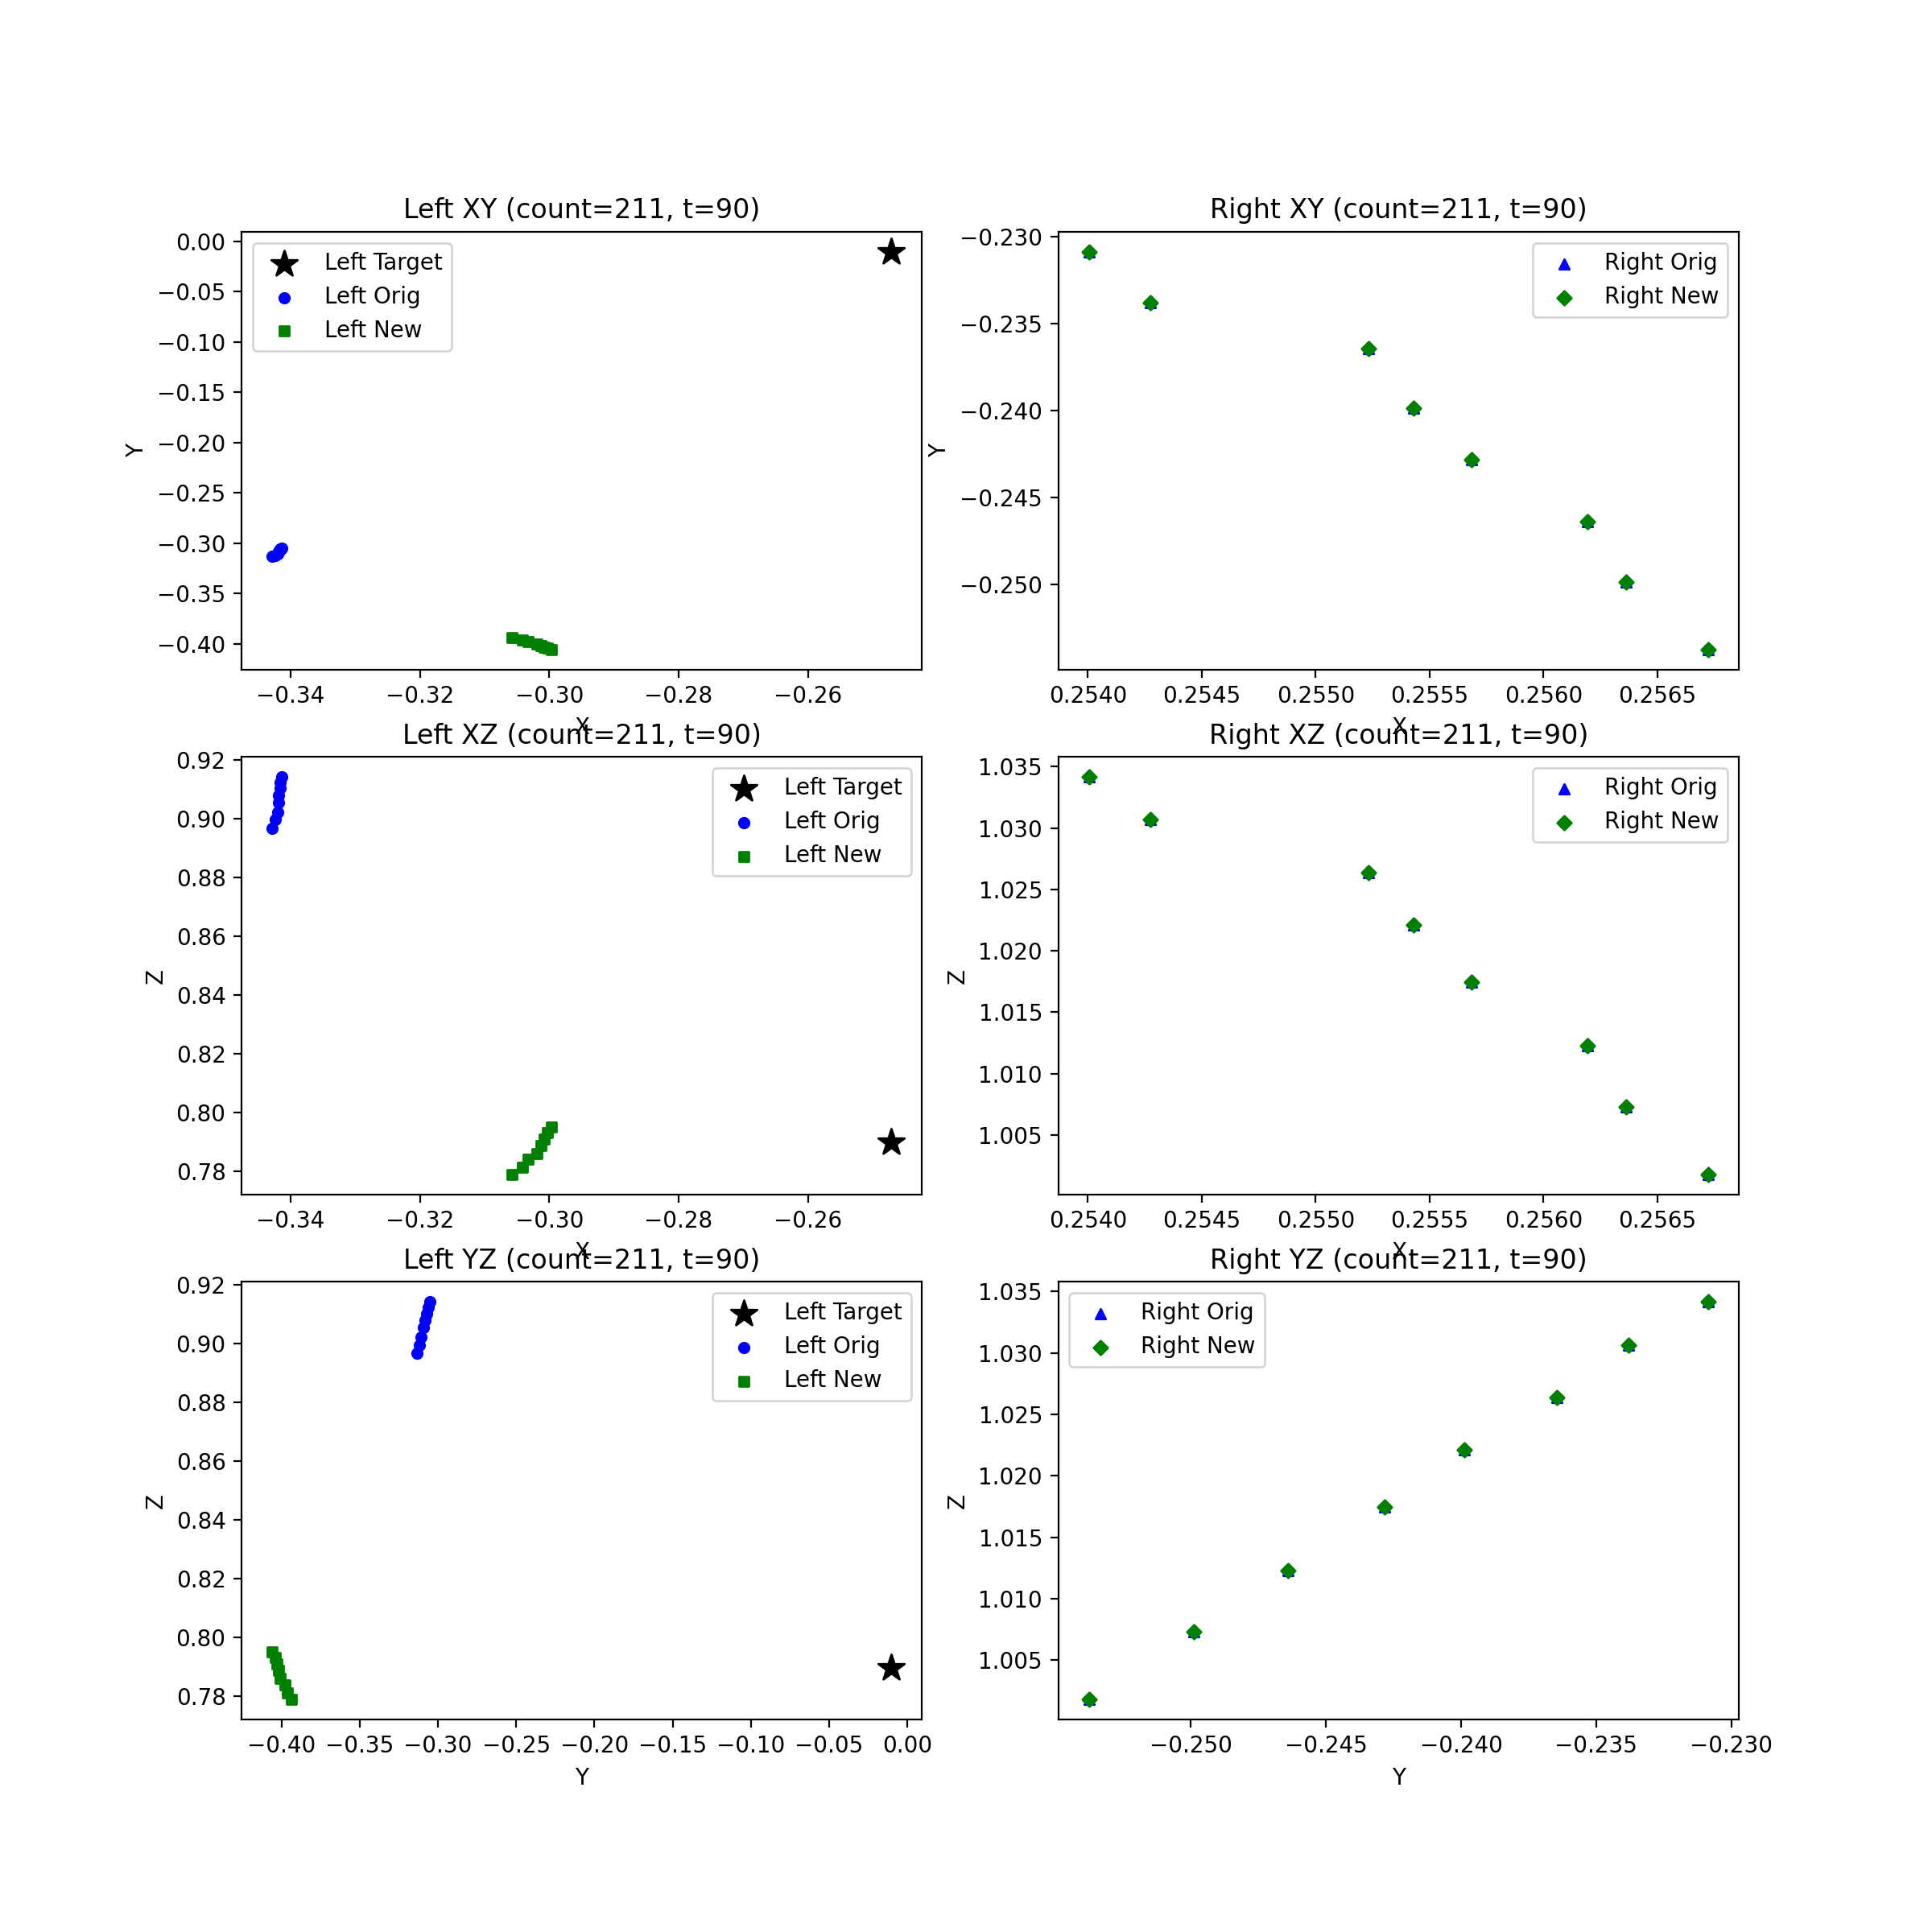 Left XY (count=211, t=90)
0.00
−0.05
−0.10
−0.15
−0.20
−0.25
−0.30
−0.35
−0.40
Y
Left Target
Left Orig
Left New
−0.34
−0.32
−0.30
−0.28
−0.26
X
Right XY (count=211, t=90)
−0.230
−0.235
−0.240
−0.245
−0.250
Y
Right Orig
Right New
0.2540
0.2545
0.2550
0.2555
0.2560
0.2565
X
Left XZ (count=211, t=90)
0.92
0.90
0.88
0.86
0.84
0.82
0.80
0.78
Z
Left Target
Left Orig
Left New
−0.34
−0.32
−0.30
−0.28
−0.26
X
Right XZ (count=211, t=90)
1.035
1.030
1.025
1.020
1.015
1.010
1.005
Z
Right Orig
Right New
0.2540
0.2545
0.2550
0.2555
0.2560
0.2565
X
Left YZ (count=211, t=90)
0.92
0.90
0.88
0.86
0.84
0.82
0.80
0.78
Z
Left Target
Left Orig
Left New
−0.40
−0.35
−0.30
−0.25
−0.20
−0.15
−0.10
−0.05
0.00
Y
Right YZ (count=211, t=90)
1.035
1.030
1.025
1.020
1.015
1.010
1.005
Z
Right Orig
Right New
−0.250
−0.245
−0.240
−0.235
−0.230
Y